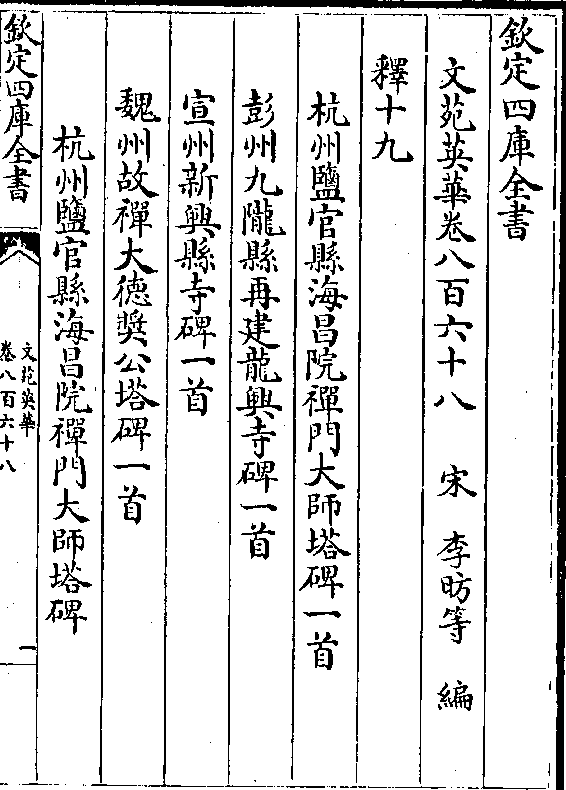 欽定四庫全書
文苑英華卷八百六十八 宋 李昉等 編
釋十九
杭州鹽官縣海昌院禪門大師塔碑一首
彭州九隴縣再建龍興寺碑一首
宣州新興縣寺碑一首
魏州故禪大德奬公塔碑一首
杭州鹽官縣海昌院禪門大師塔碑
欽定四庫全書
文苑英華
卷八百六十八
一